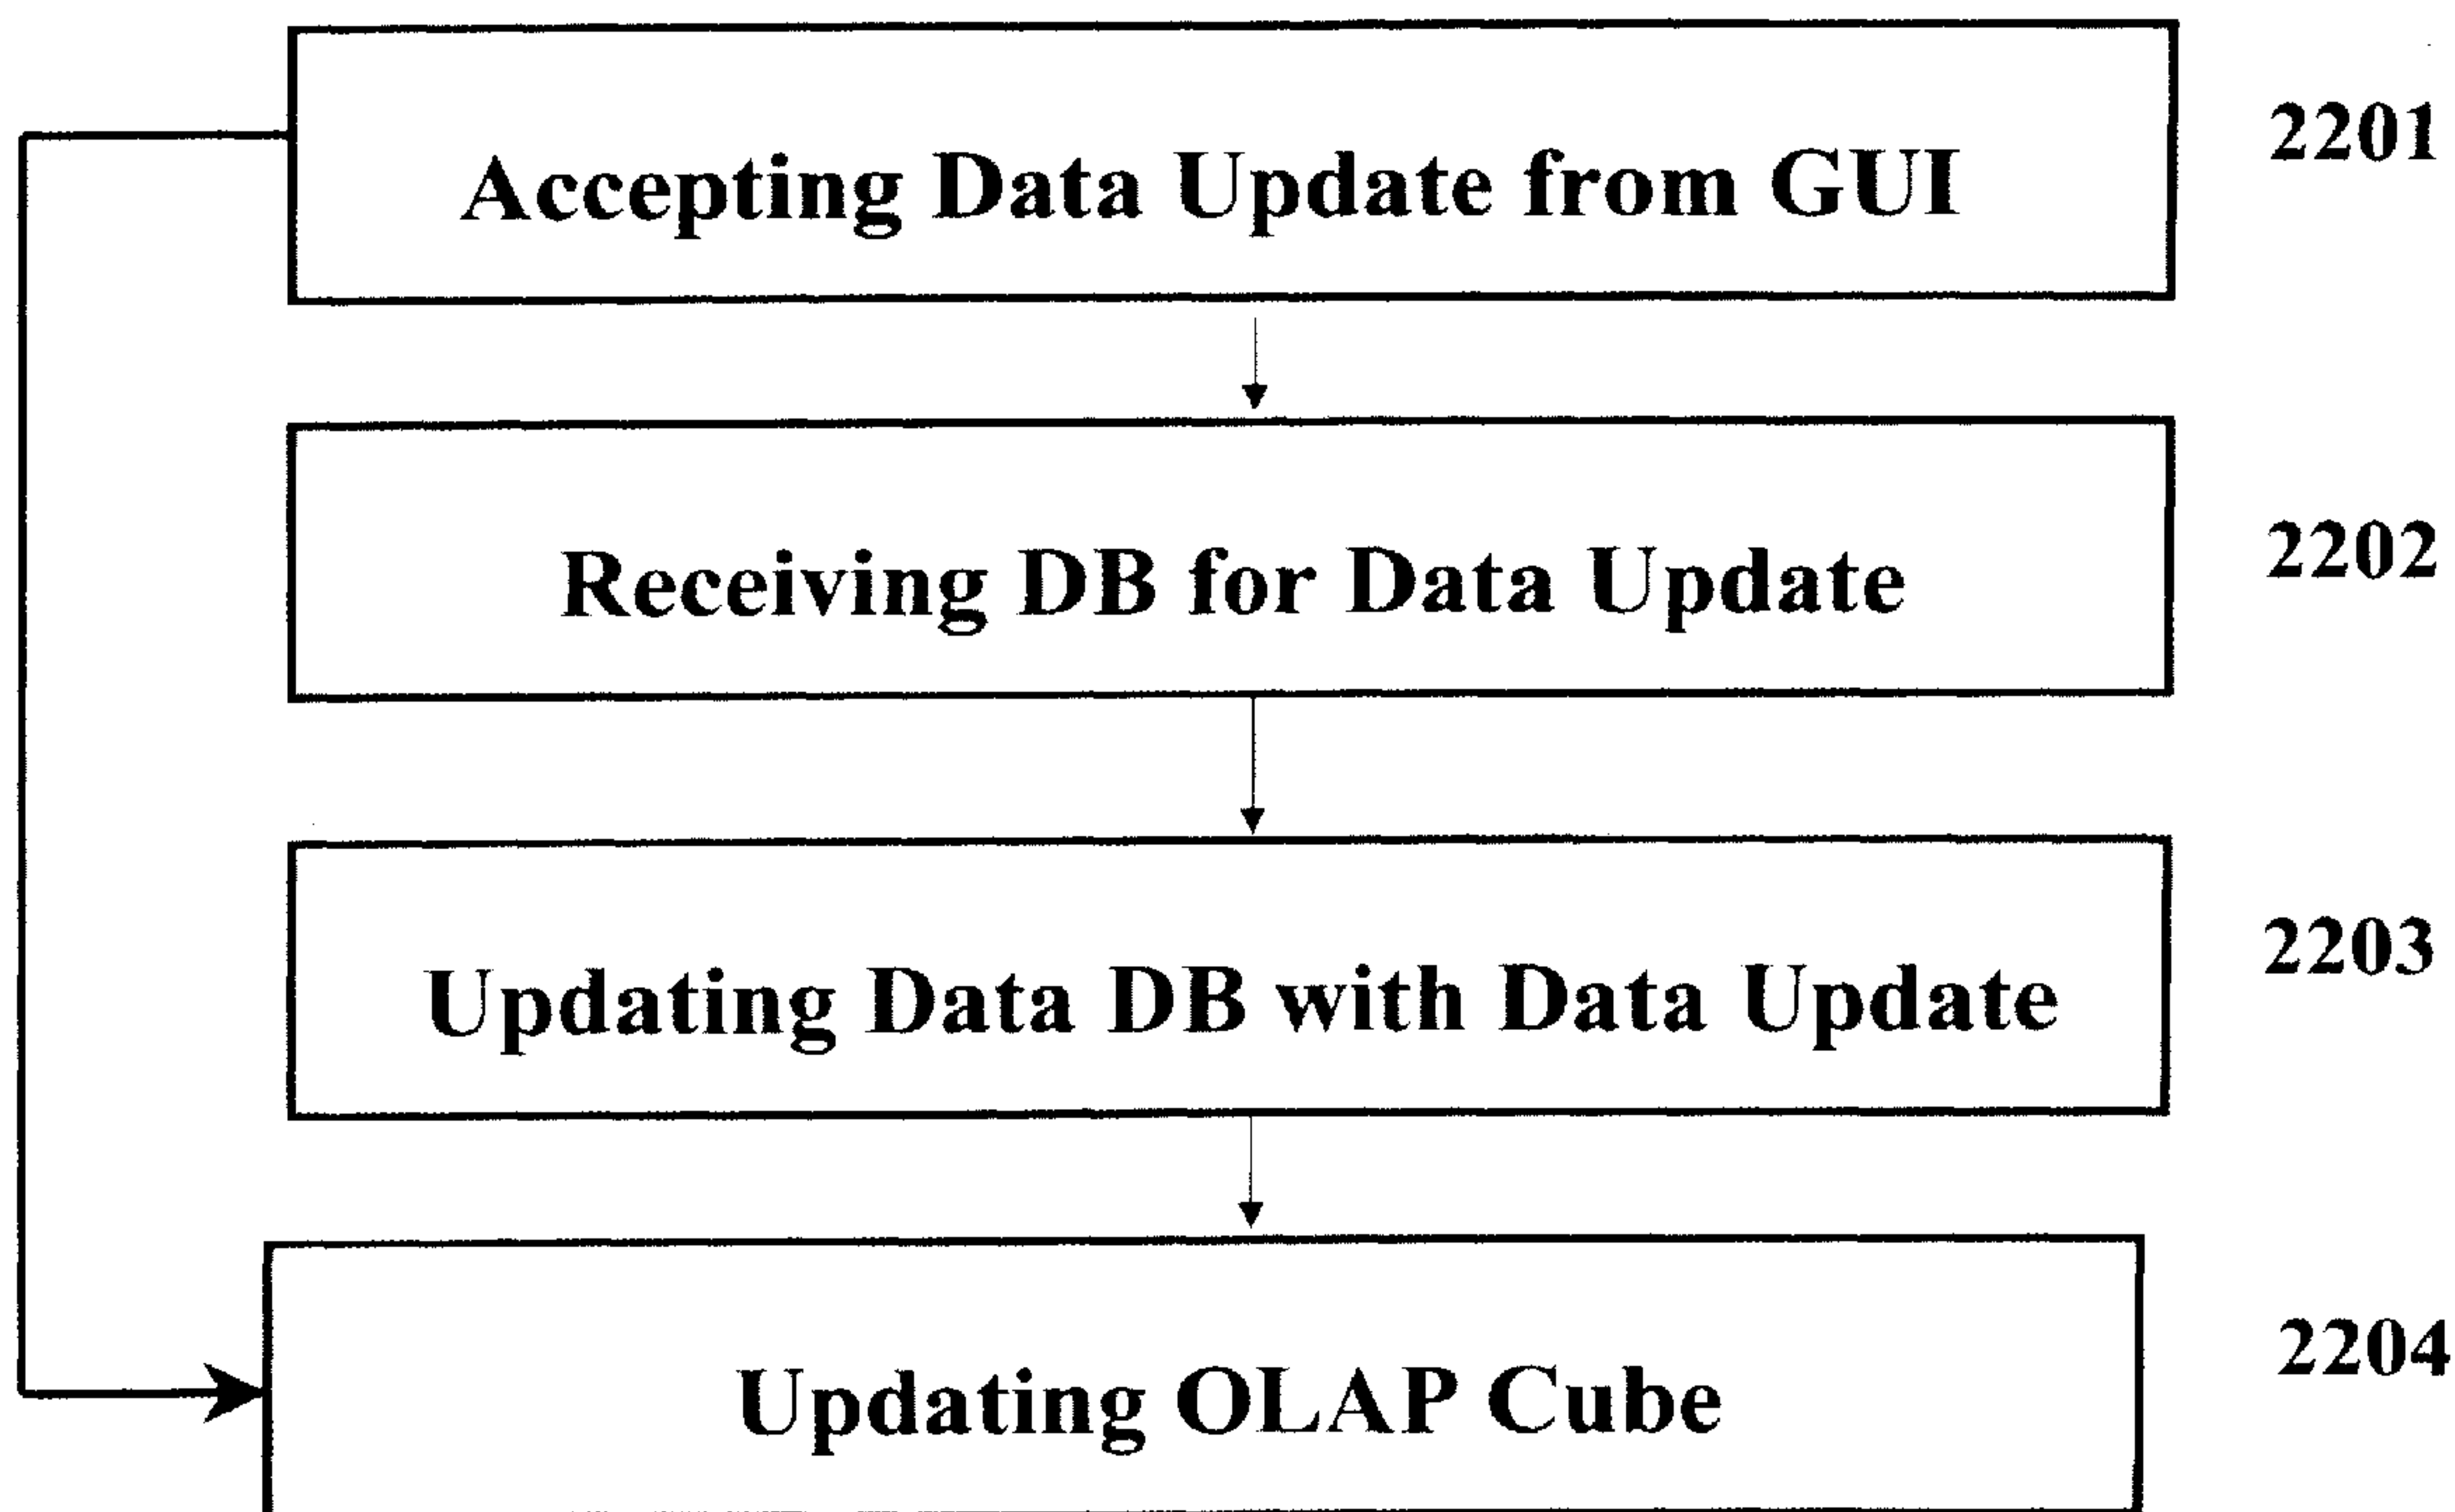 Accepting Data Update from GUI
2201
Receiving DB for Data Update
2202
Updating Data DB with Data Update
2203
Updating OLAP Cube
2204